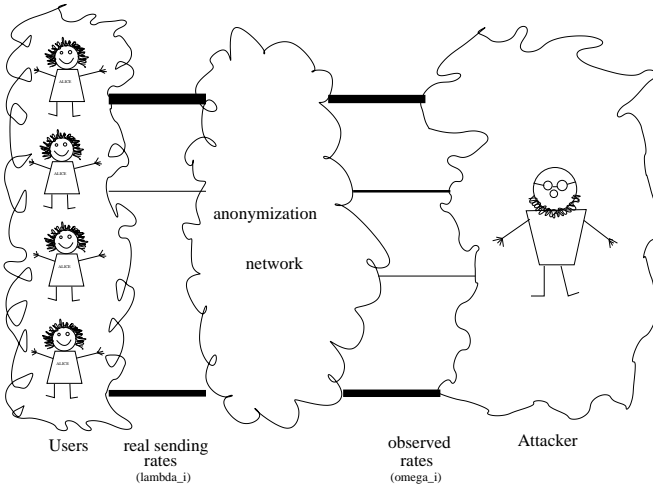 ALICE
ALICE
ALICE
ALICE
anonymization
network
Users
real sending
rates
(lambda_i)
observed
rates
(omega_i)
Attacker